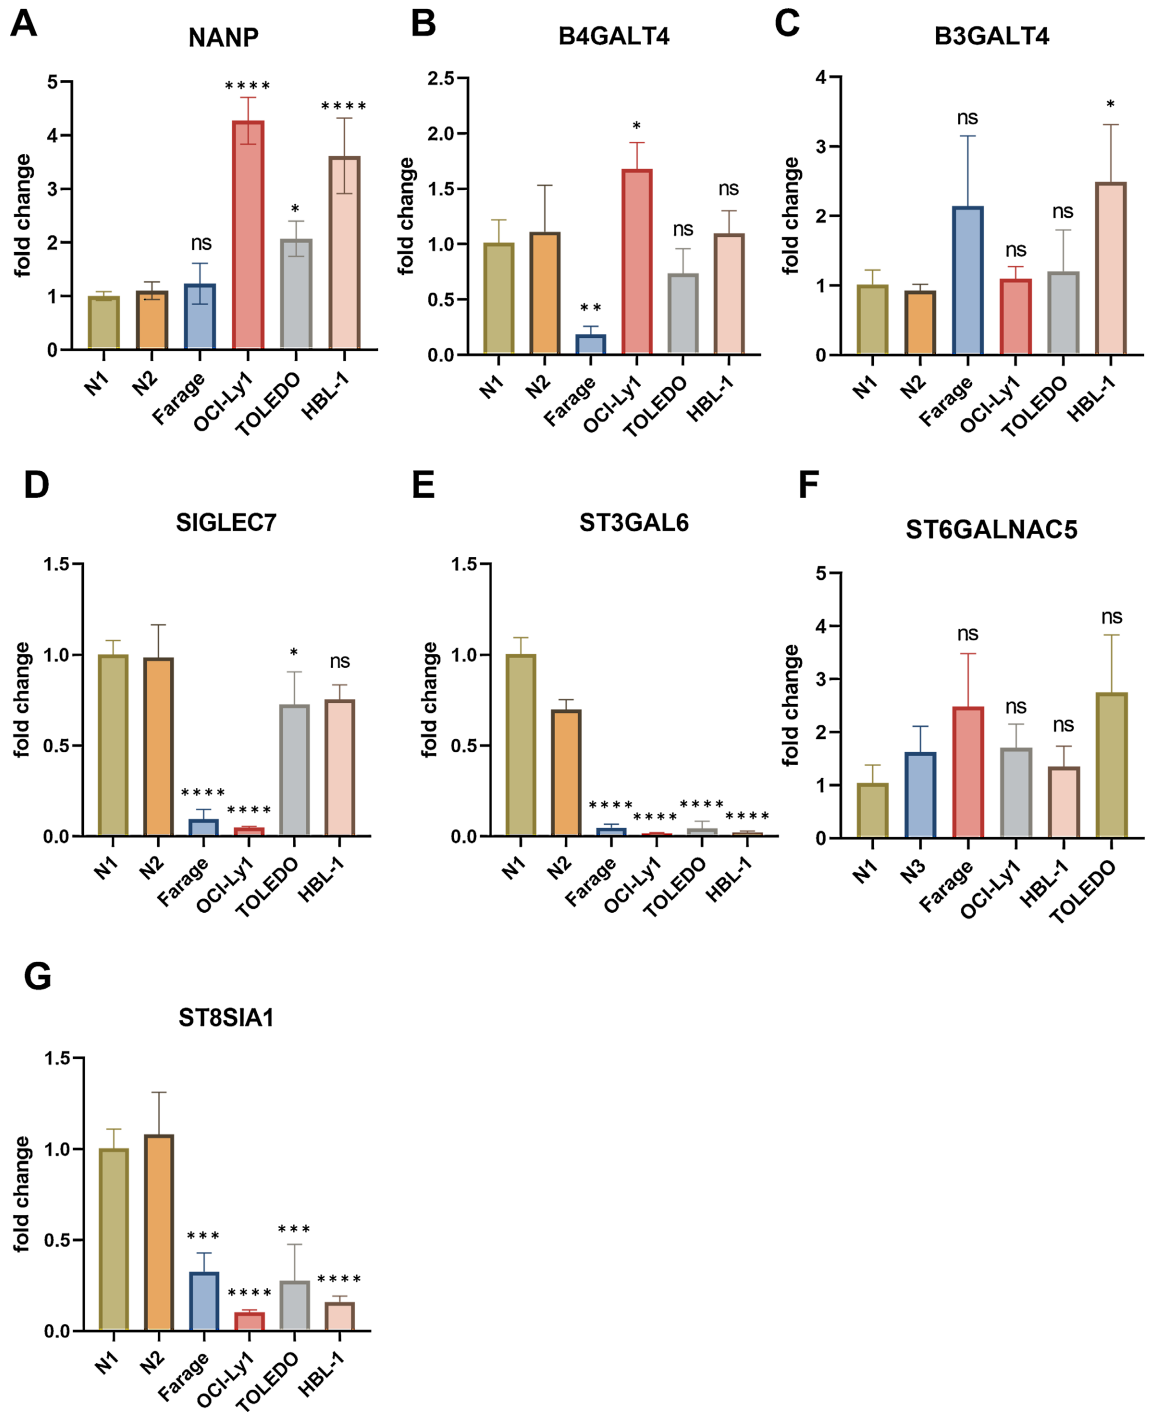 A
NANP
fold change
5
4
3
2
1
0
**** 
****
*
ns
N1
N2
Farage
OCI-Ly1
TOLEDO
HBL-1
B
B4GALT4
fold change
2.5
2.0
1.5
1.0
0.5
0.0
*
ns
ns
**
N1
N2
Farage
OCI-Ly1
TOLEDO
HBL-1
C
B3GALT4
fold change
4
3
2
1
0
*
ns
ns
ns
N1
N2
Farage
OCI-Ly1
TOLEDO
HBL-1
D
SIGLEC7
fold change
1.5
1.0
0.5
0.0
*
ns
****
****
N1
N2
Farage
OCI-Ly1
TOLEDO
HBL-1
E
ST3GAL6
fold change
1.5
1.0
0.5
0.0
****
****
****
****
N1
N2
Farage
OCI-Ly1
TOLEDO
HBL-1
F
ST6GALNAC5
fold change
5
4
3
2
1
0
ns
ns
ns
ns
N1
N3
Farage
OCI-Ly1
HBL-1
TOLEDO
G
ST8SIA1
fold change
1.5
1.0
0.5
0.0
***
****
***
****
N1
N2
Farage
OCI-Ly1
TOLEDO
HBL-1